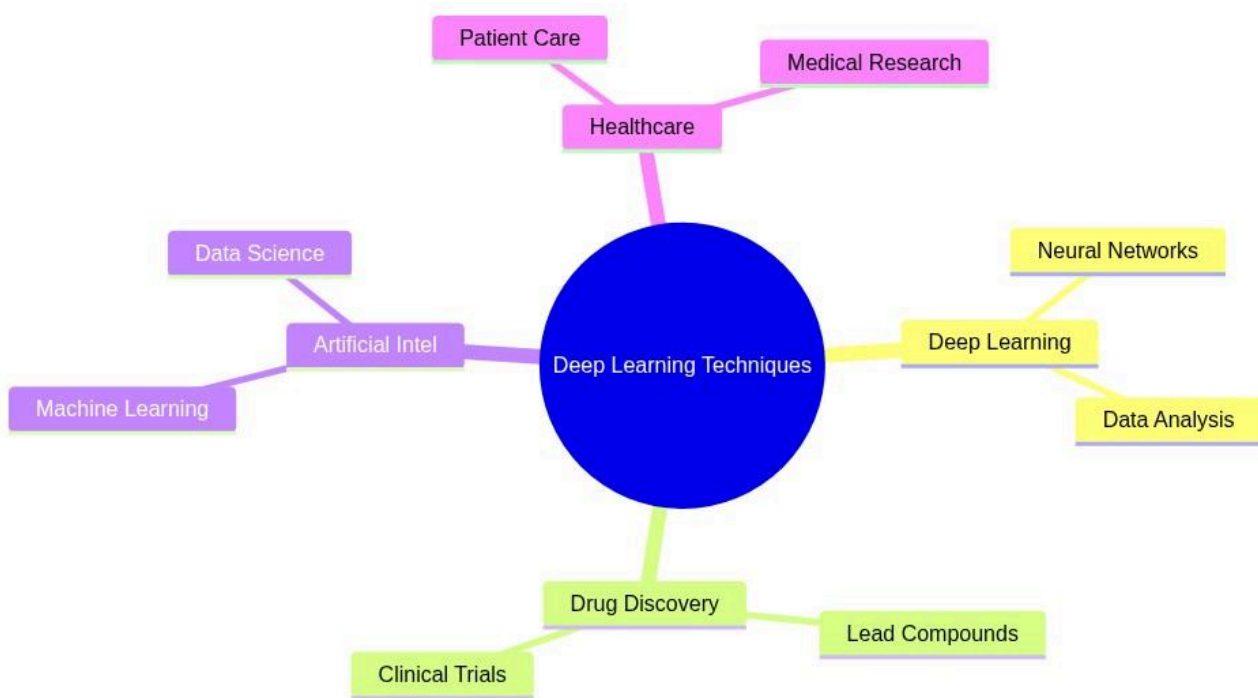 Patient Care
Medical Research
Healthcare
Data Science
Neural Networks
Artificial Intel
Deep Learning
Deep Learning Techniques
Machine Learning
Data Analysis
Drug Discovery
Lead Compounds
Clinical Trials